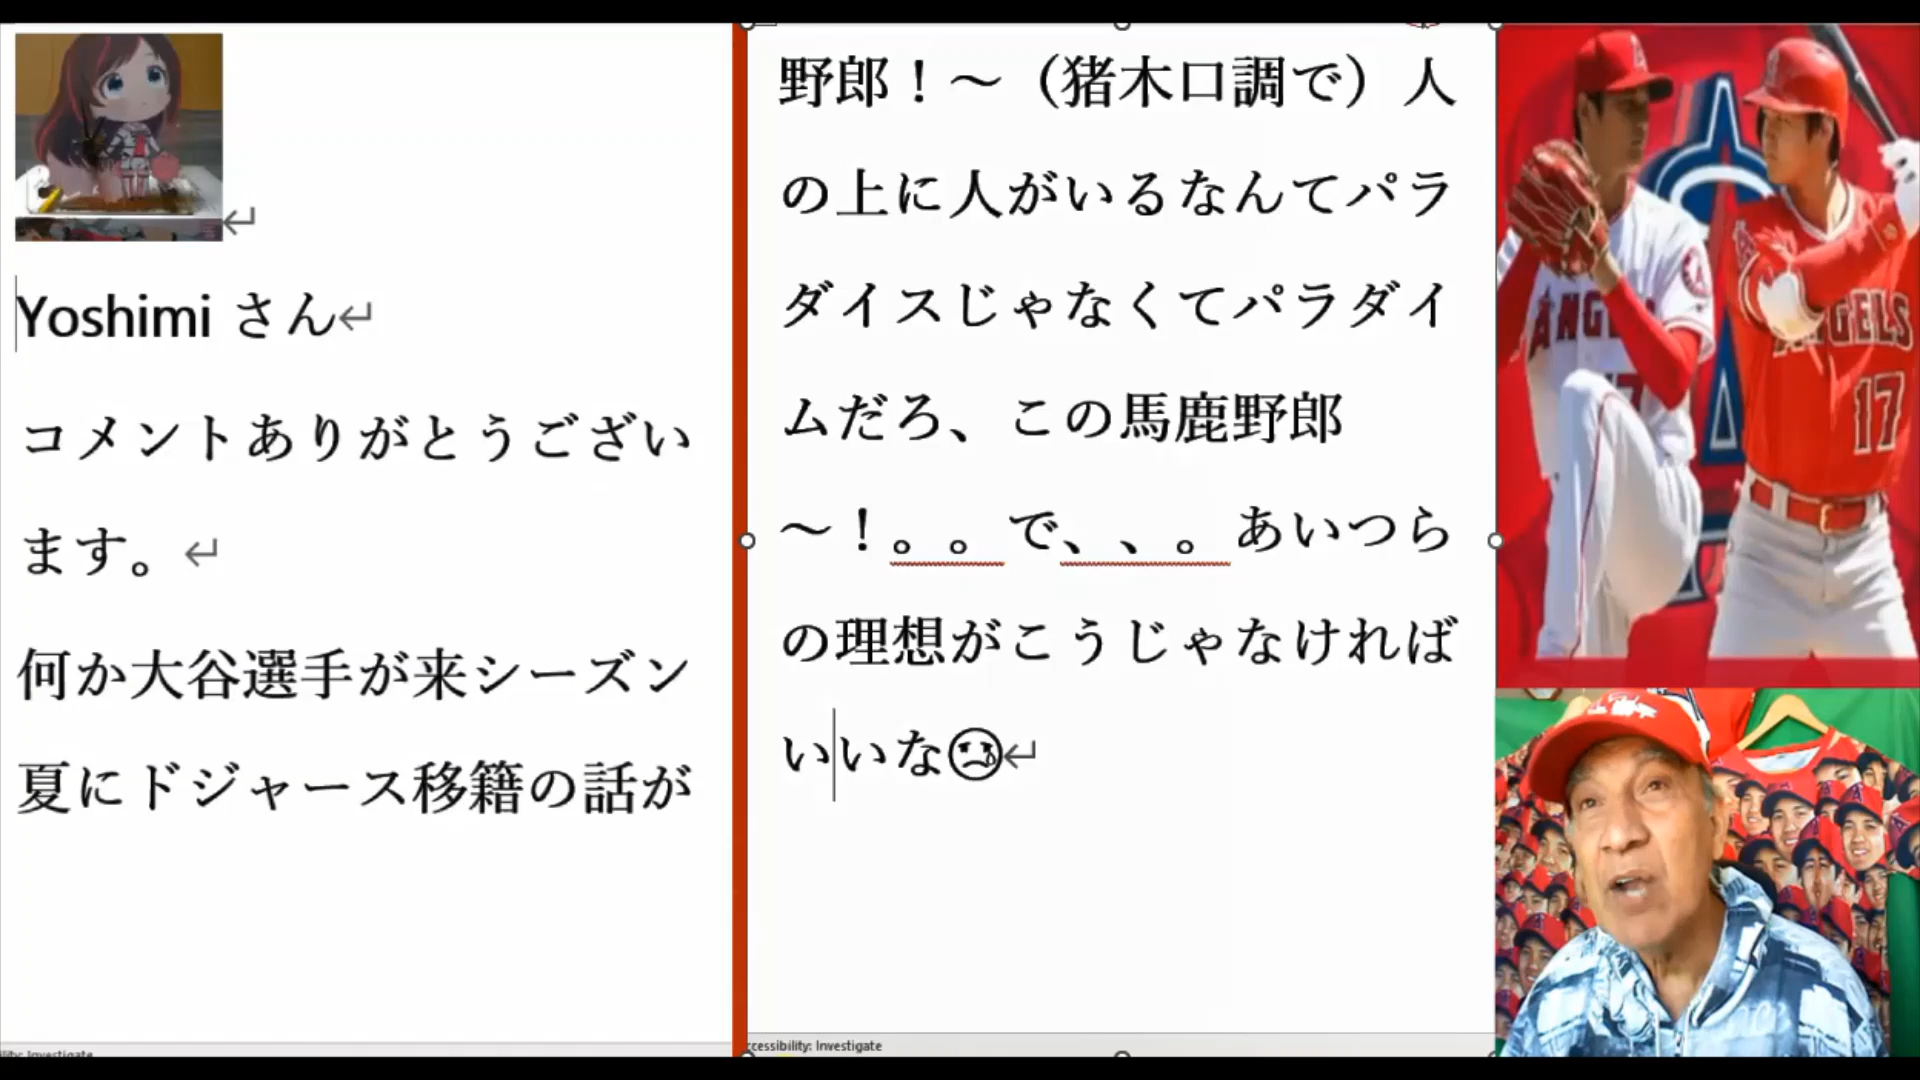 Yoshimi さん
コメントありがとうござい
ます。
何か大谷選手が来シーズン
夏にドジャース移籍の話が
野郎！～（猪木口調で）人
の上に人がいるなんてパラ
ダイスじゃなくてパラダイ
ムだろ、この馬鹿野郎
～！。。で、、。あいつら
の理想がこうじゃなければ
いいな😢
ccessibility: Investigate
ANGELS
17